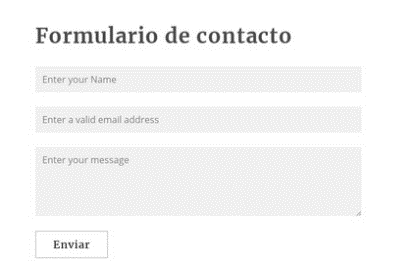 Formulario de contacto
Enter your Name
Enter a valid email address
Enter your message
Enviar